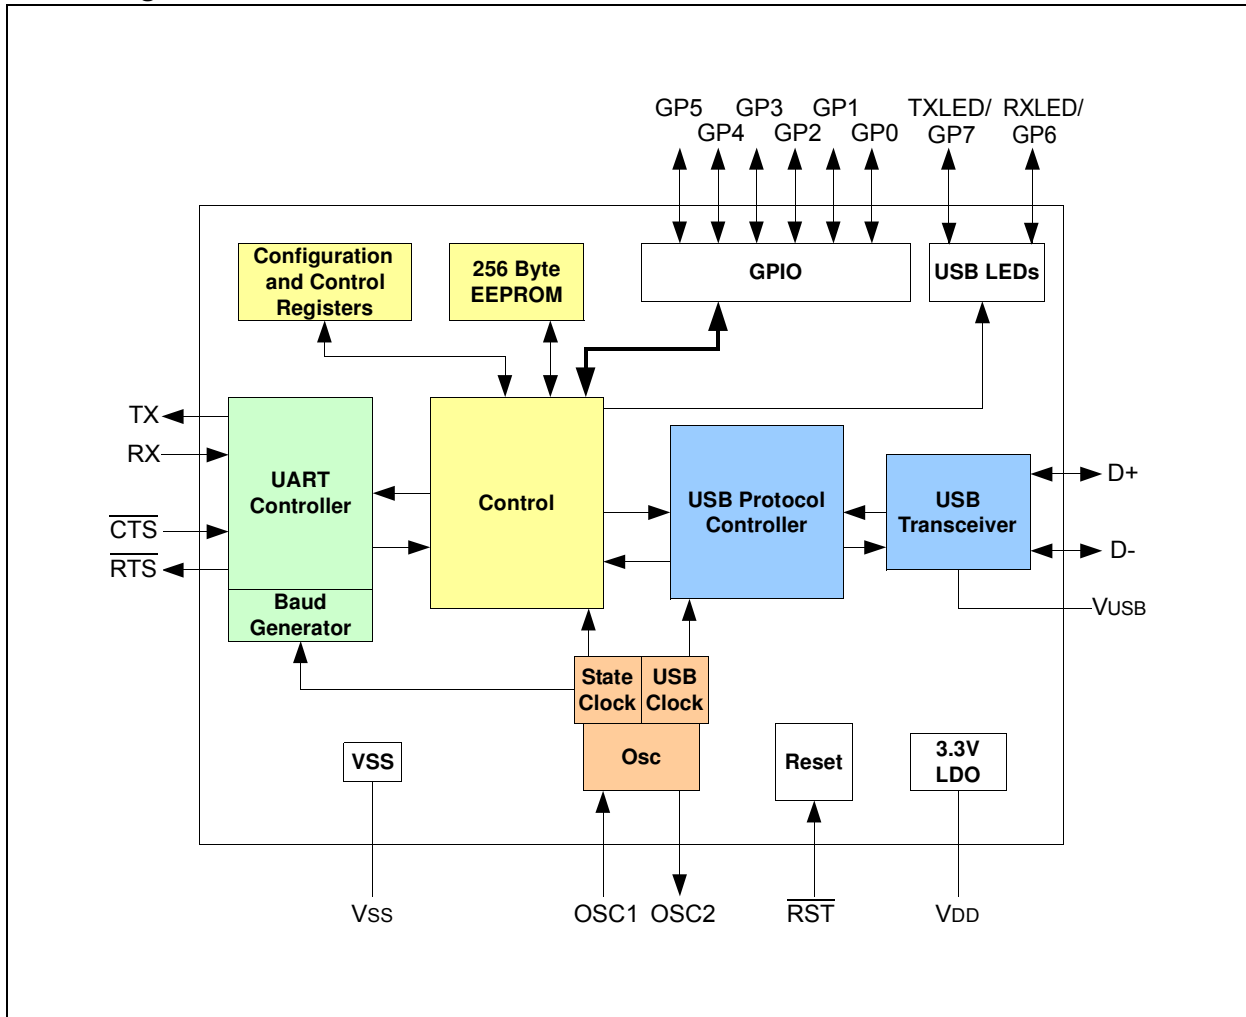 GP5 GP3 GP1 TXLED/ RXLED/
GP4 GP2 GP0 GP7 GP6
Configuration
and Control
Registers
256 Byte
EEPROM
GPIO
USB LEDs
TX
RX
CTS
RTS
UART
Controller
Baud
Generator
Control
USB Protocol
Controller
USB
Transceiver
D+
D-
VUSB
State
Clock
USB
Clock
Osc
VSS
Reset
3.3V
LDO
VSS
OSC1
OSC2
RST
VDD